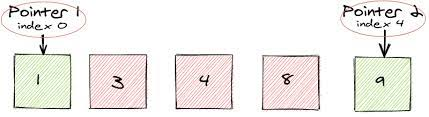 Pointer 1
index 0
Pointer 2
index 4
1 3 4 8 9